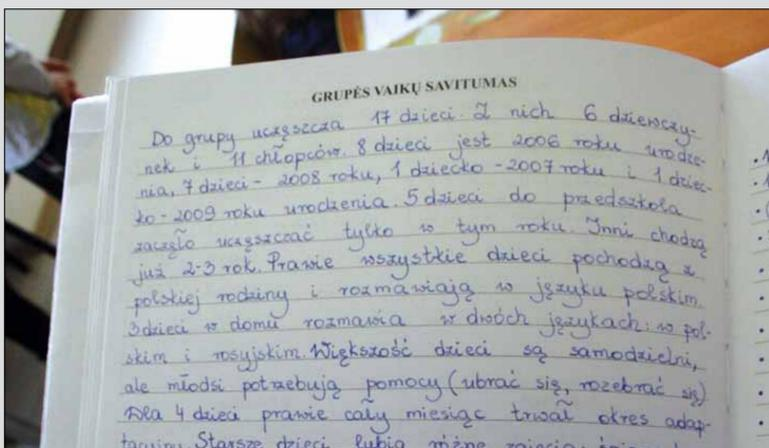 GRUPĖS VAIKŲ SAVITUMAS
Do grupy uczęszcza 17 dzieci. Z nich 6 dziewczy-
nek i 11 chłopców. 8 dzieci jest 2006 roku urodze-
nia, 7 dzieci - 2008 roku, 1 dziecko - 2007 roku i 1 dziec-
ko - 2009 roku urodzenia. 5 dzieci do przedszkola
zaczęło uczęszczać tylko w tym roku. Inni chodzą
już 2-3 rok. Prawie wszystkie dzieci pochodzą z
polskiej rodziny i rozmawiają w języku polskim.
3 dzieci w domu rozmawia w dwóch językach: w pol-
skim i rosyjskim. Większość dzieci są samodzielni,
ale młodsi potrzebują pomocy (ubrać się, rozebrać się)
Dla 4 dzieci prawie cały miesiąc trwał okres adap-
tacyjny. Starsze dzieci lubią różne zajęcia: